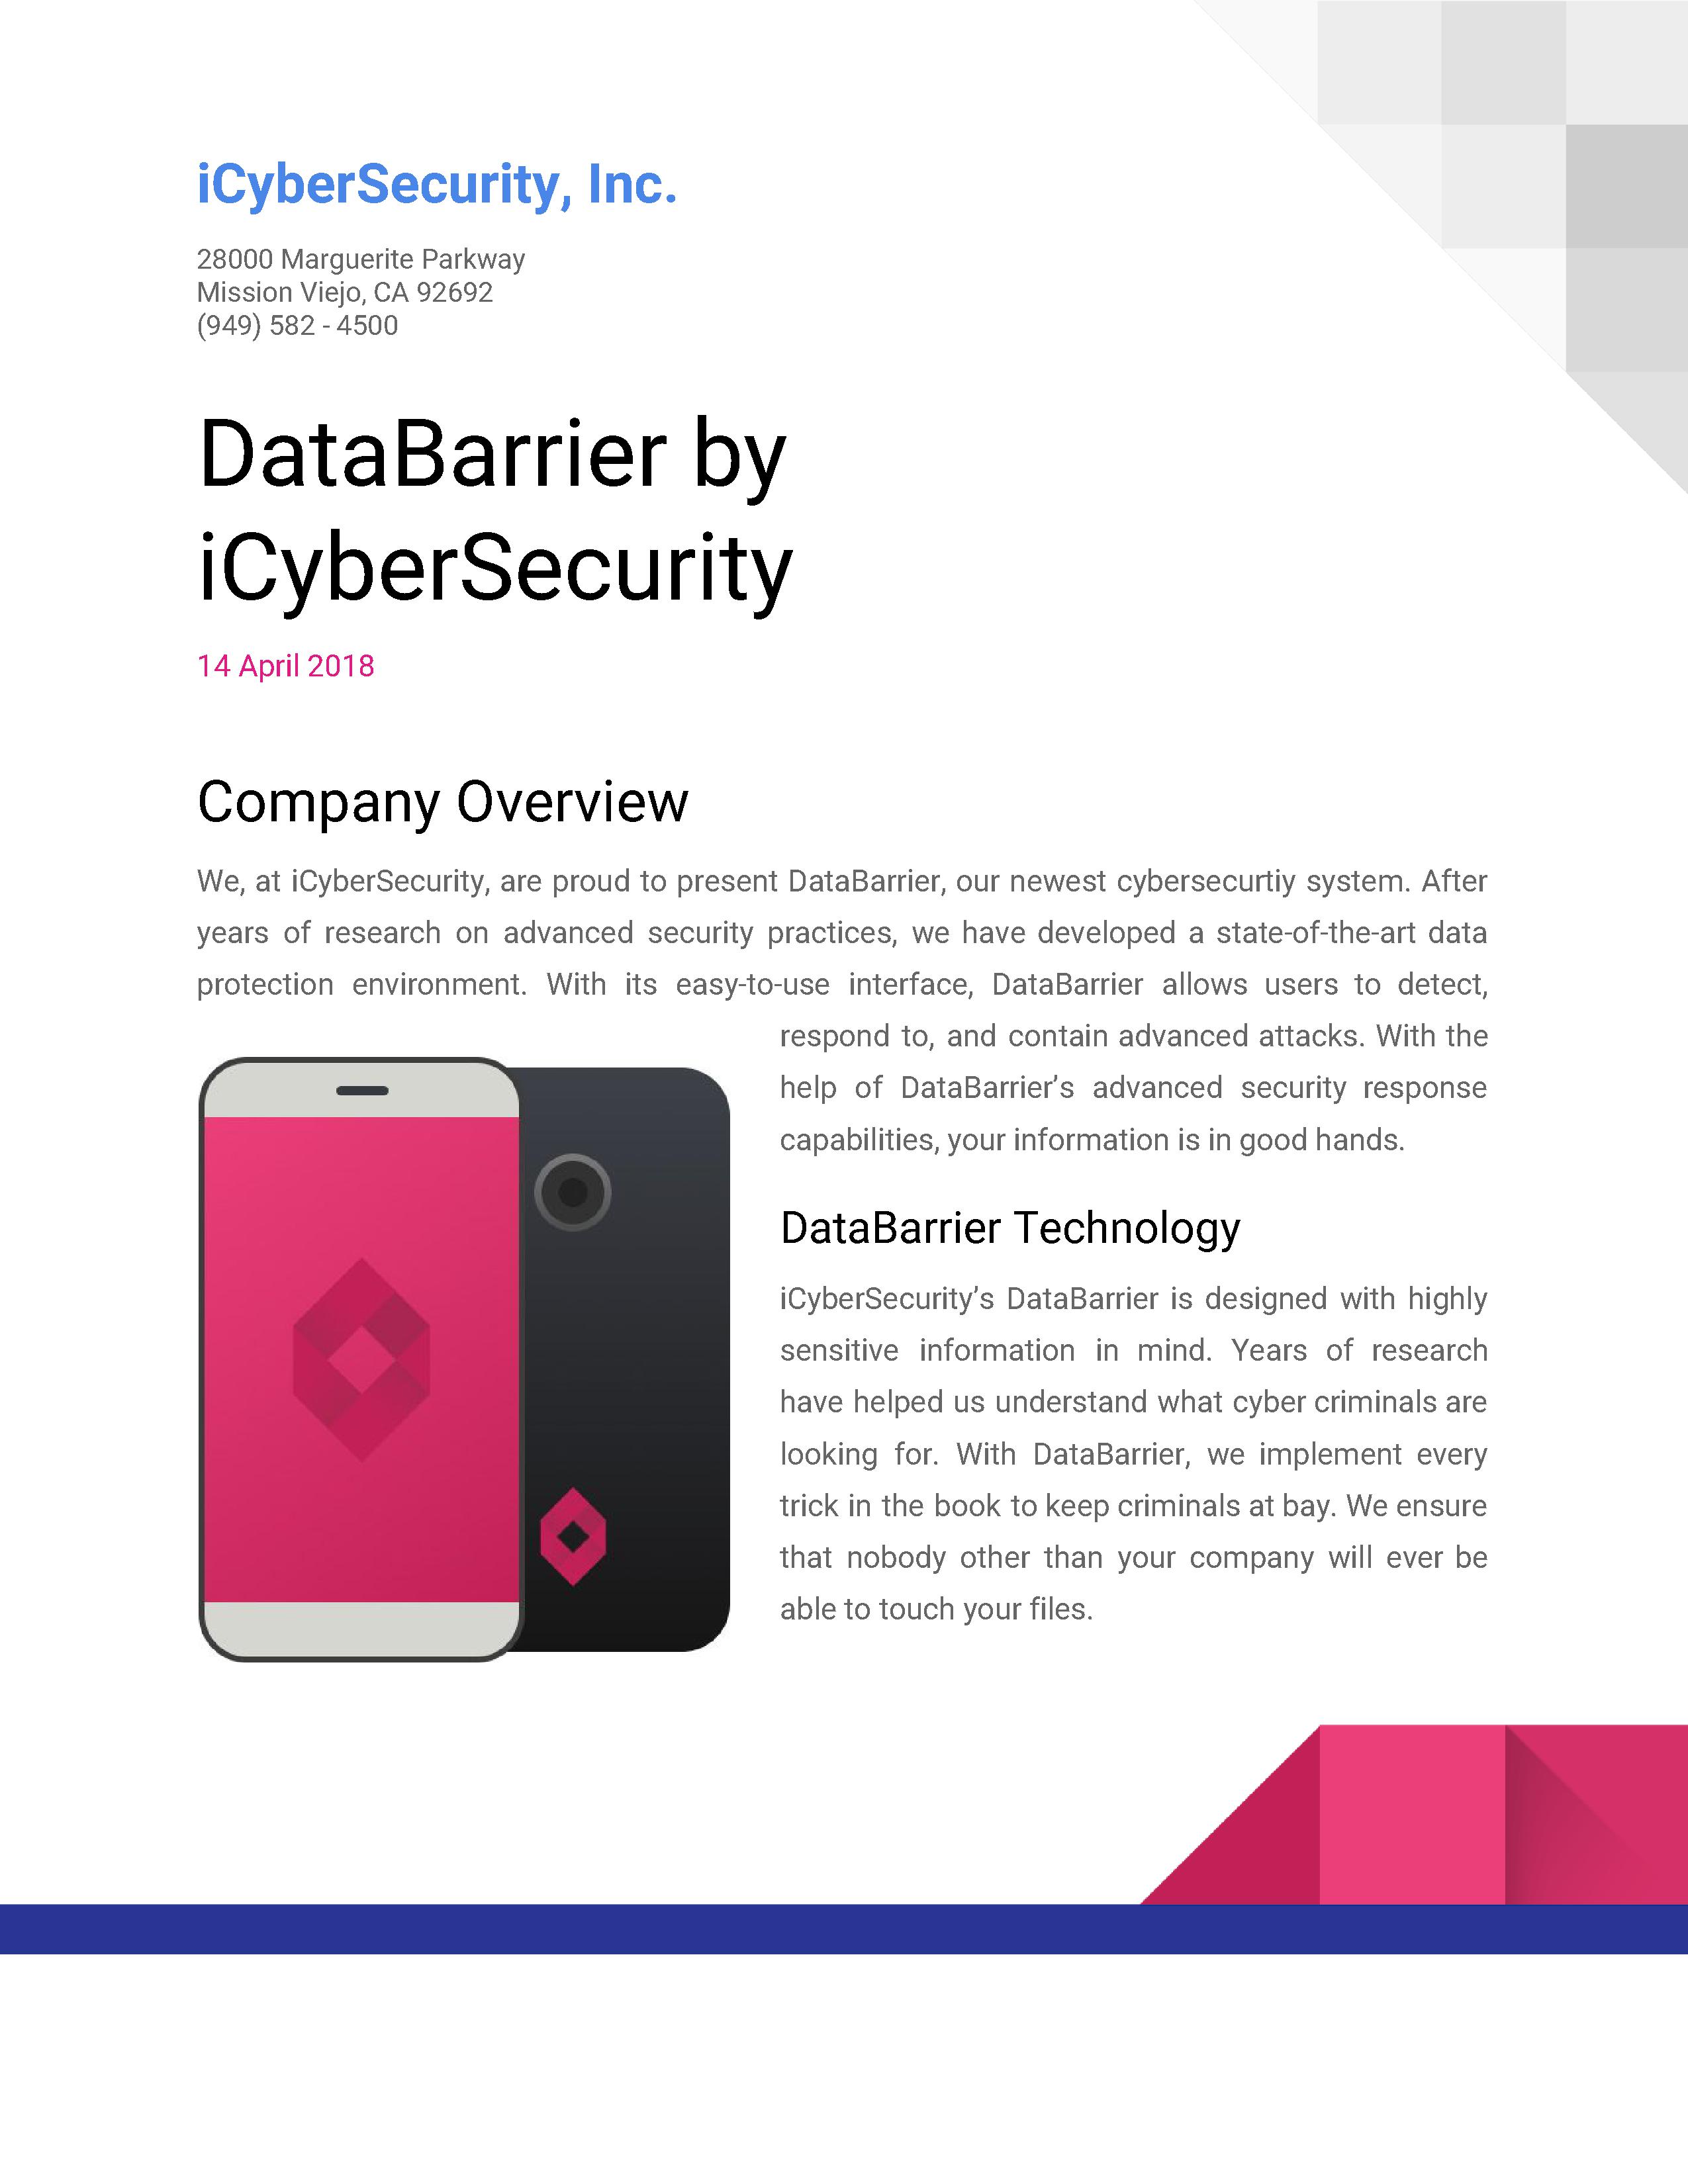 iCyberSecurity, Inc.
28000 Marguerite Parkway
Mission Viejo, CA 92692
(949) 582 - 4500
DataBarrier by
iCyberSecurity
14 April 2018
Company Overview
We, at iCyberSecurity, are proud to present DataBarrier, our newest cybersecurtiy system. After
years of research on advanced security practices, we have developed a state-of-the-art data
protection environment. With its easy-to-use interface, DataBarrier allows users to detect,
respond to, and contain advanced attacks. With the
help of DataBarrier’s advanced security response
capabilities, your information is in good hands.
DataBarrier Technology
iCyberSecurity’s DataBarrier is designed with highly
sensitive information in mind. Years of research
have helped us understand what cyber criminals are
looking for. With DataBarrier, we implement every
trick in the book to keep criminals at bay. We ensure
that nobody other than your company will ever be
able to touch your files.